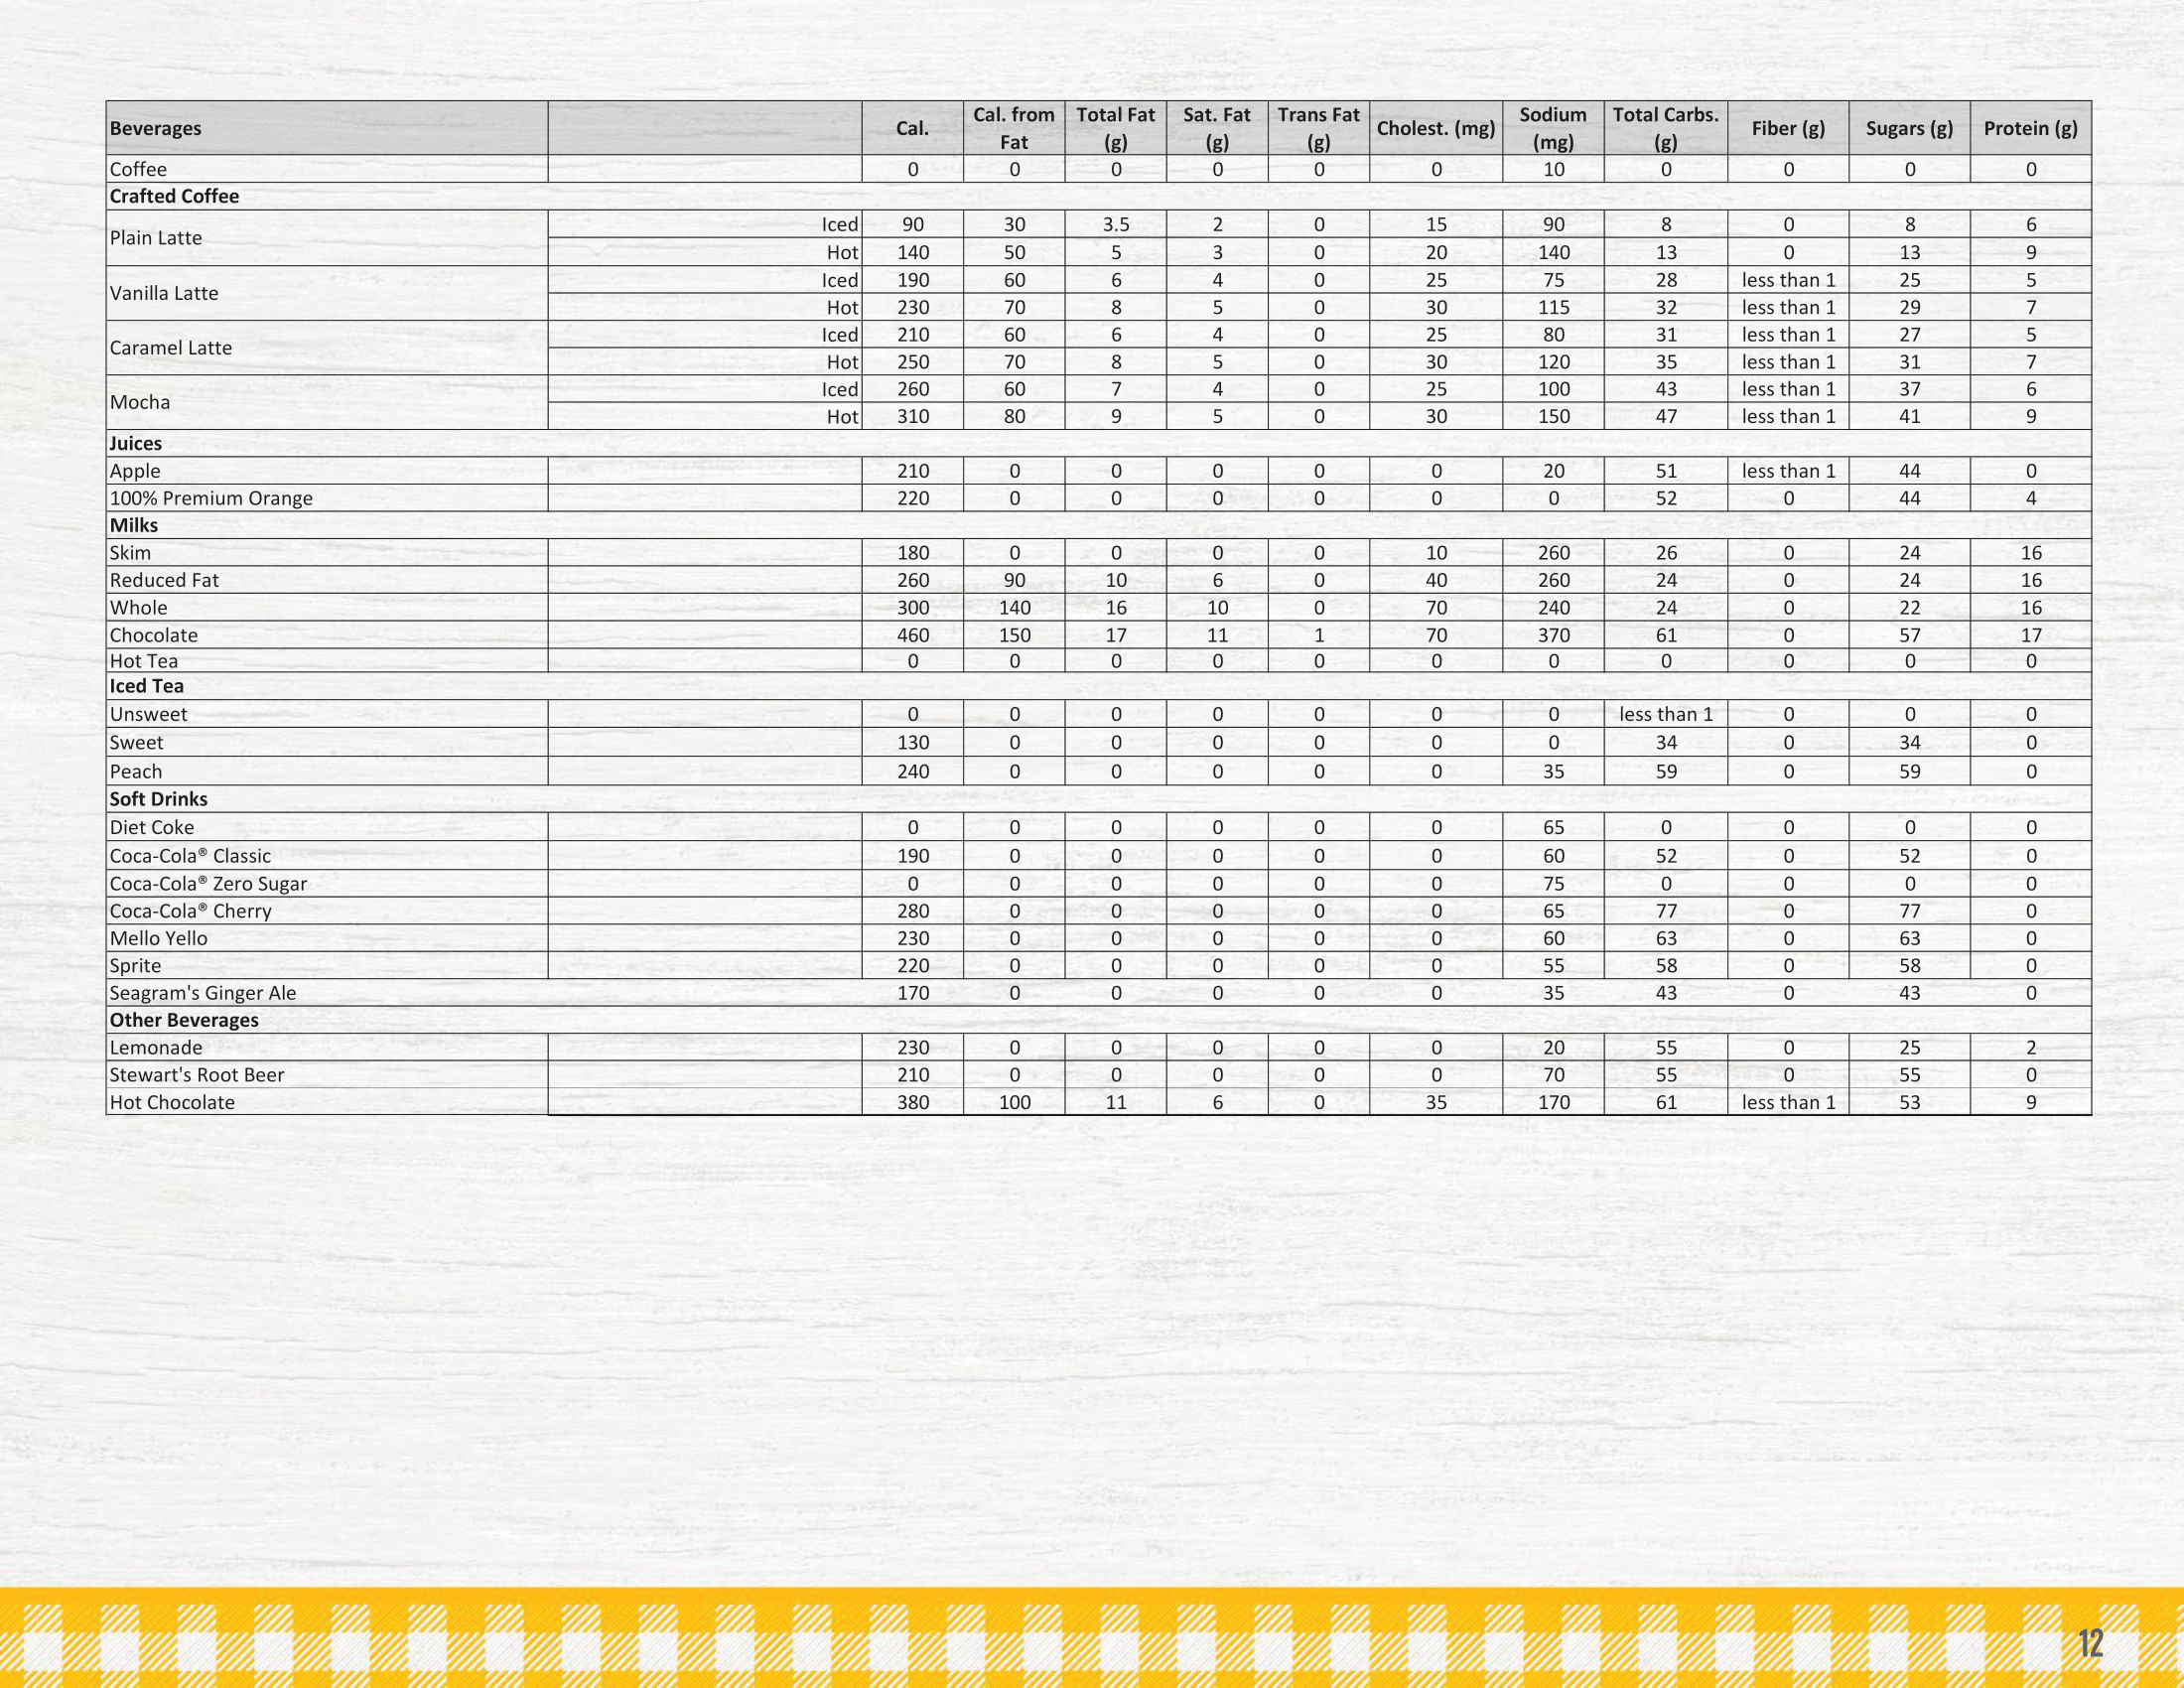 Beverages Cal. Cal. from Fat Total Fat (g) Sat. Fat (g) Trans Fat (g) Cholest. (mg) Sodium (mg) Total Carbs. (g) Fiber (g) Sugars (g) Protein (g)
Coffee 0 0 0 0 0 0 10 0 0 0 0
Crafted Coffee
Plain Latte Iced 90 30 3.5 2 0 15 90 8 0 8 6
Hot 140 50 5 3 0 20 140 13 0 13 9
Vanilla Latte Iced 190 60 6 4 0 25 75 28 less than 1 25 5
Hot 230 70 8 5 0 30 115 32 less than 1 29 7
Caramel Latte Iced 210 60 6 4 0 25 80 31 less than 1 27 5
Hot 250 70 8 5 0 30 120 35 less than 1 31 7
Mocha Iced 260 60 7 4 0 25 100 43 less than 1 37 6
Hot 310 80 9 5 0 30 150 47 less than 1 41 9
Juices
Apple 210 0 0 0 0 0 20 51 less than 1 44 0
100% Premium Orange 220 0 0 0 0 0 0 52 0 44 4
Milks
Skim 180 0 0 0 0 10 260 26 0 24 16
Reduced Fat 260 90 10 6 0 40 260 24 0 24 16
Whole 300 140 16 10 0 70 240 24 0 22 16
Chocolate 460 150 17 11 1 70 370 61 0 57 17
Hot Tea 0 0 0 0 0 0 0 0 0 0 0
Iced Tea
Unsweet 0 0 0 0 0 0 0 less than 1 0 0 0
Sweet 130 0 0 0 0 0 0 34 0 34 0
Peach 240 0 0 0 0 0 35 59 0 59 0
Soft Drinks
Diet Coke 0 0 0 0 0 0 65 0 0 0 0
Coca-Cola® Classic 190 0 0 0 0 0 60 52 0 52 0
Coca-Cola® Zero Sugar 0 0 0 0 0 0 75 0 0 0 0
Coca-Cola® Cherry 280 0 0 0 0 0 65 77 0 77 0
Mello Yello 230 0 0 0 0 0 60 63 0 63 0
Sprite 220 0 0 0 0 0 55 58 0 58 0
Seagram's Ginger Ale 170 0 0 0 0 0 35 43 0 43 0
Other Beverages
Lemonade 230 0 0 0 0 0 20 55 0 25 2
Stewart's Root Beer 210 0 0 0 0 0 70 55 0 55 0
Hot Chocolate 380 100 11 6 0 35 170 61 less than 1 53 9
12